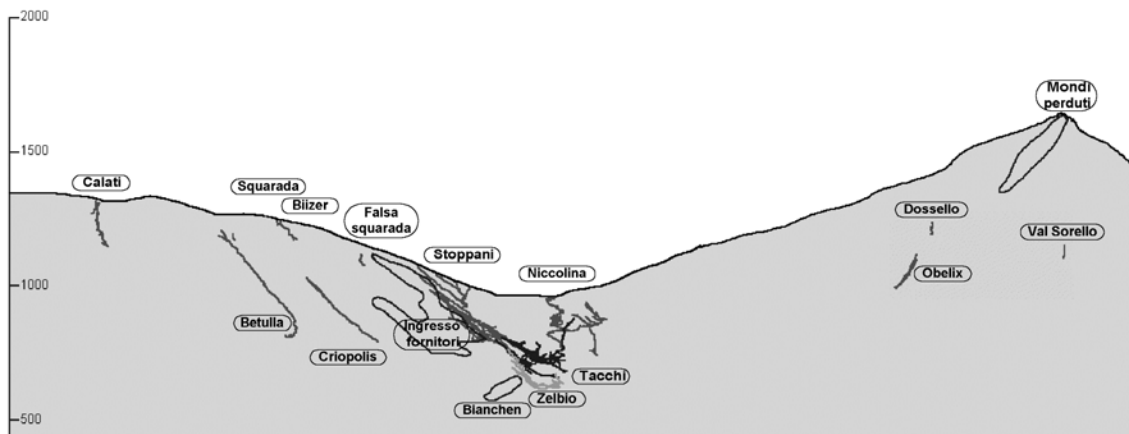 2000
Mondi
perduti
1500
Calati
Squarada
Biizer
Falsa
squarada
Dossello
Stoppani
Val Sorello
Niccolina
Obelix
1000
Betulla
Ingresso
fornitori
Criopolis
Tacchi
Zelbio
Bianchen
500